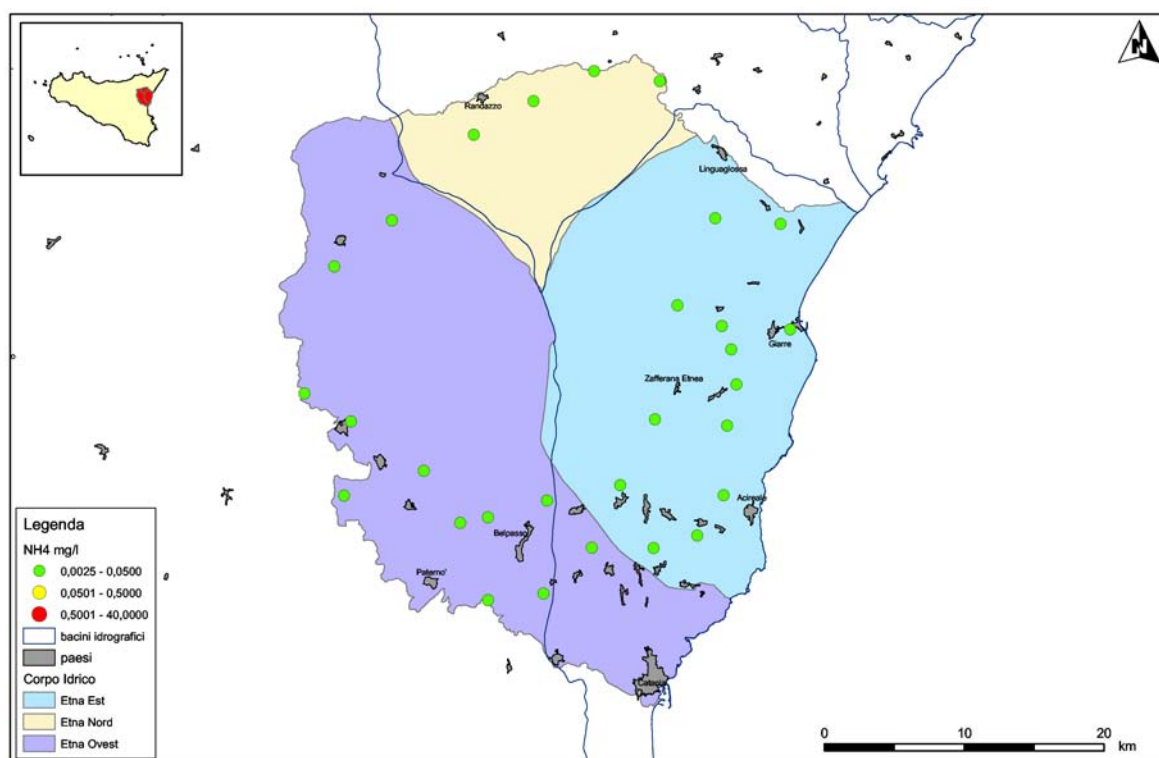 N
Randazzo
Linguaglossa
Giarre
Zafferana Etnea
Acireale
Belpasso
Paterno'
Catania
Legenda
NH4 mg/l
0,0025 - 0,0500
0,0501 - 0,5000
0,5001 - 40,0000
bacini idrografici
paesi
Corpo Idrico
Etna Est
Etna Nord
Etna Ovest
0 10 20
km